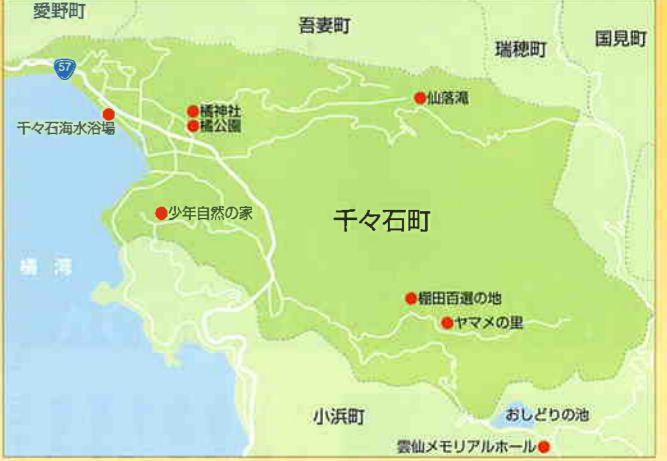 愛野町
吾妻町
瑞穂町
国見町
57
仙落滝
橘神社
橘公園
千々石海水浴場
少年自然の家
千々石町
橘湾
棚田百選の地
ヤマメの里
小浜町
おしどりの池
雲仙メモリアルホール